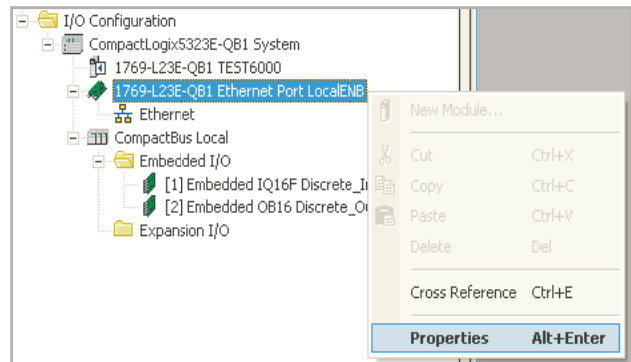 I/O Configuration
CompactLogix5323E-QB1 System
1769-L23E-QB1 TEST6000
1769-L23E-QB1 Ethernet Port LocalENB
Ethernet
CompactBus Local
Embedded I/O
[1] Embedded IQ16F Discrete_I
[2] Embedded OB16 Discrete_O
Expansion I/O
New Module...
Cut Ctrl+X
Copy Ctrl+C
Paste Ctrl+V
Delete Del
Cross Reference Ctrl+E
Properties Alt+Enter